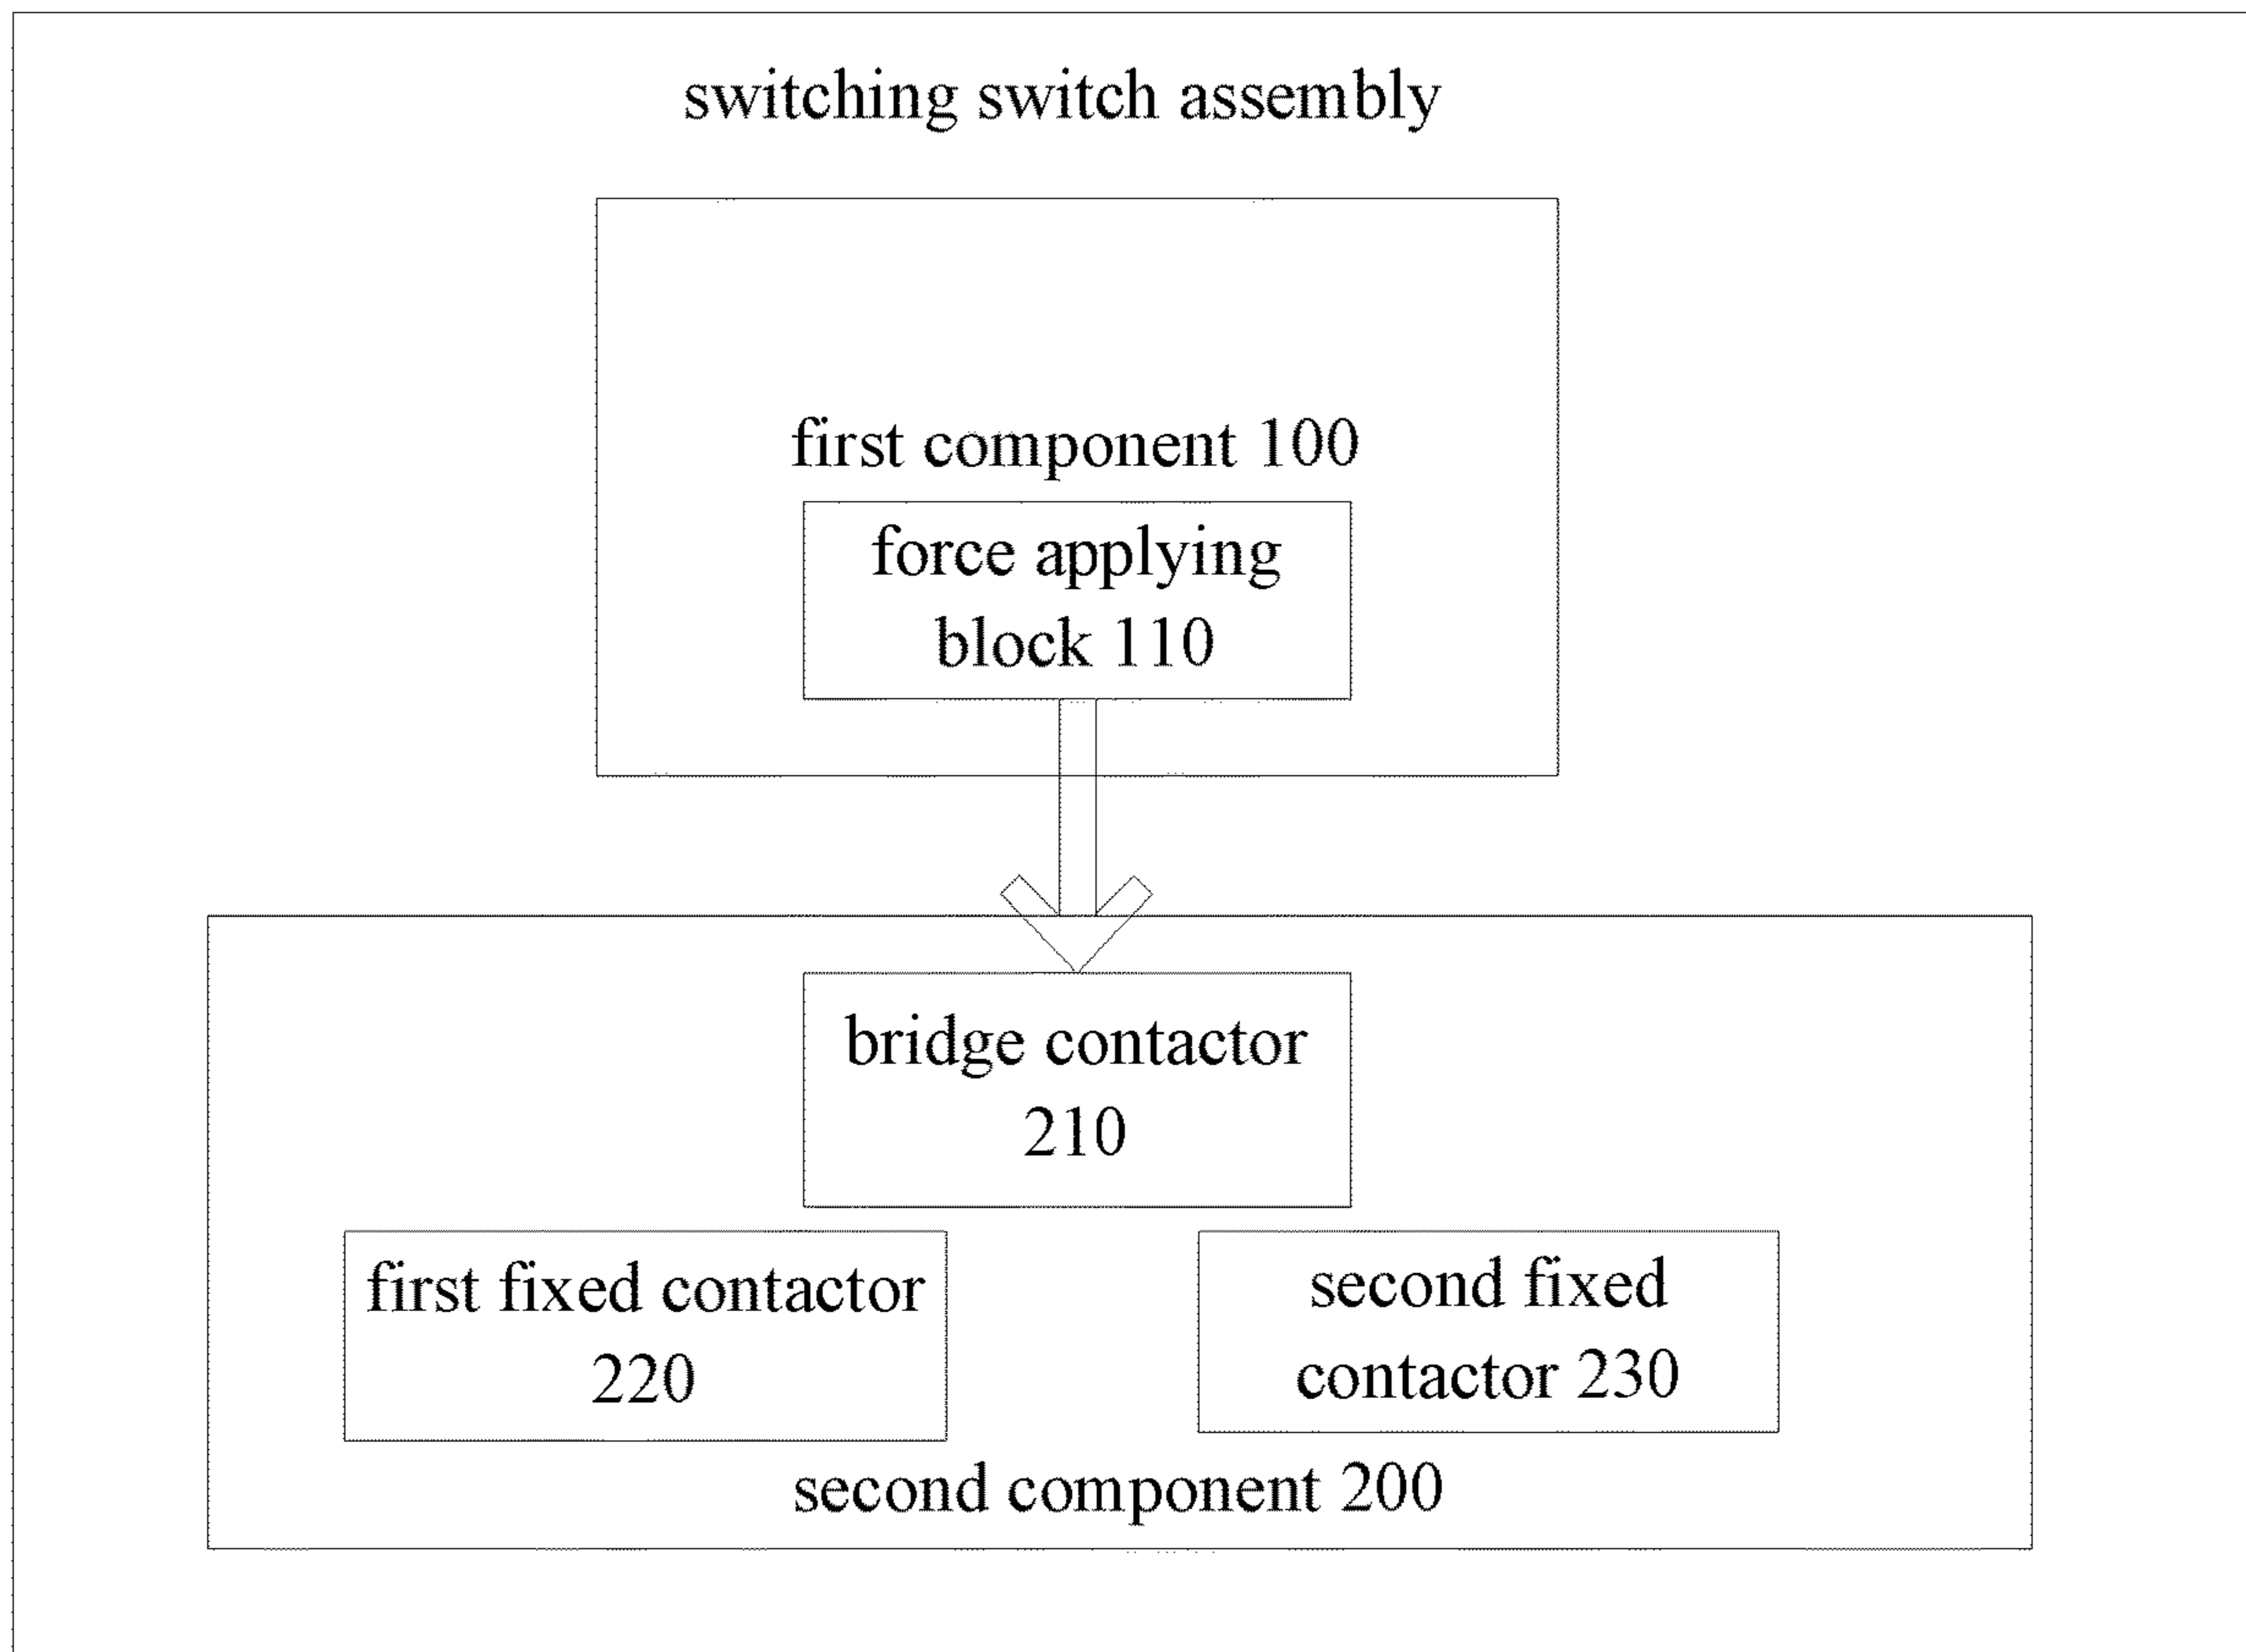 switching switch assembly
first component 100
force applying
block 110
bridge contactor
210
first fixed contactor
220
second fixed
contactor 230
second component 200